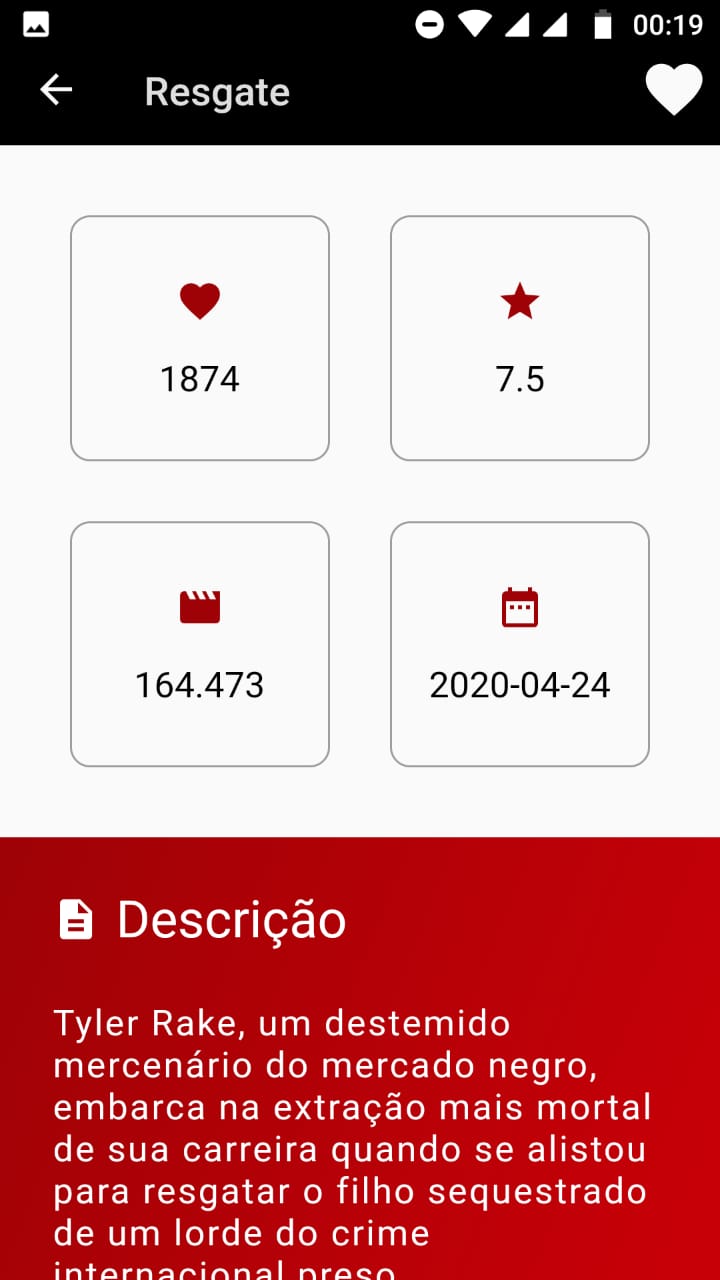 00:19
Resgate
1874
7.5
164.473
2020-04-24
Descrição
Tyler Rake, um destemido
mercenário do mercado negro,
embarca na extração mais mortal
de sua carreira quando se alistou
para resgatar o filho sequestrado
de um lorde do crime
internacional preso